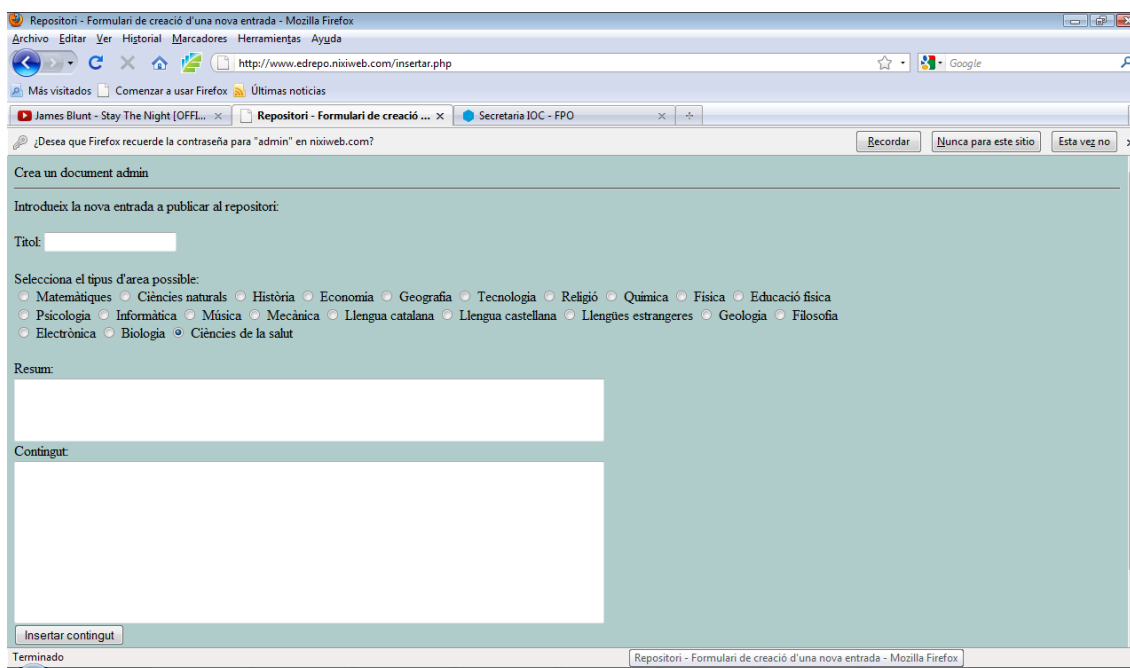 Repositori - Formulari de creació d'una nova entrada - Mozilla Firefox
Archivo Editar Ver Historial Marcadores Herramientas Ayuda
http://www.edrepo.nixiweb.com/insertar.php Google
Más visitados Comenzar a usar Firefox Últimas noticias
James Blunt - Stay The Night [OFFI... Repositori - Formulari de creació ... Secretaria IOC - FPO
¿Desea que Firefox recuerde la contraseña para "admin" en nixiweb.com? Recordar Nunca para este sitio Esta vez no
Crea un document admin
Introdueix la nova entrada a publicar al repositori:
Titol:
Selecciona el tipus d'area possible:
Matemàtiques Ciències naturals Història Economia Geografia Tecnologia Religió Química Física Educació física
Psicologia Informàtica Música Mecànica Llengua catalana Llengua castellana Llengües estrangeres Geologia Filosofia
Electrònica Biologia Ciències de la salut
Resum:
Contingut:
Insertar contingut
Terminado Repositori - Formulari de creació d'una nova entrada - Mozilla Firefox